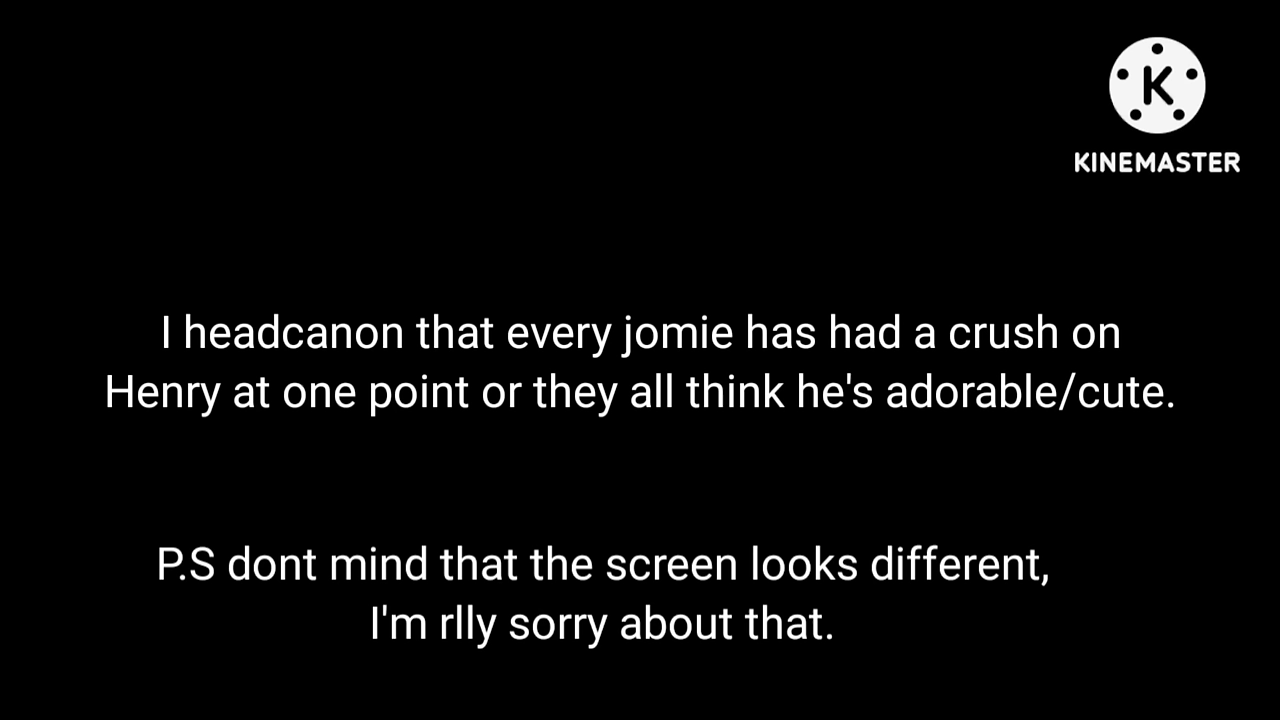 K
KINEMASTER
I headcanon that every jomie has had a crush on
Henry at one point or they all think he's adorable/cute.
P.S dont mind that the screen looks different,
I'm rlly sorry about that.